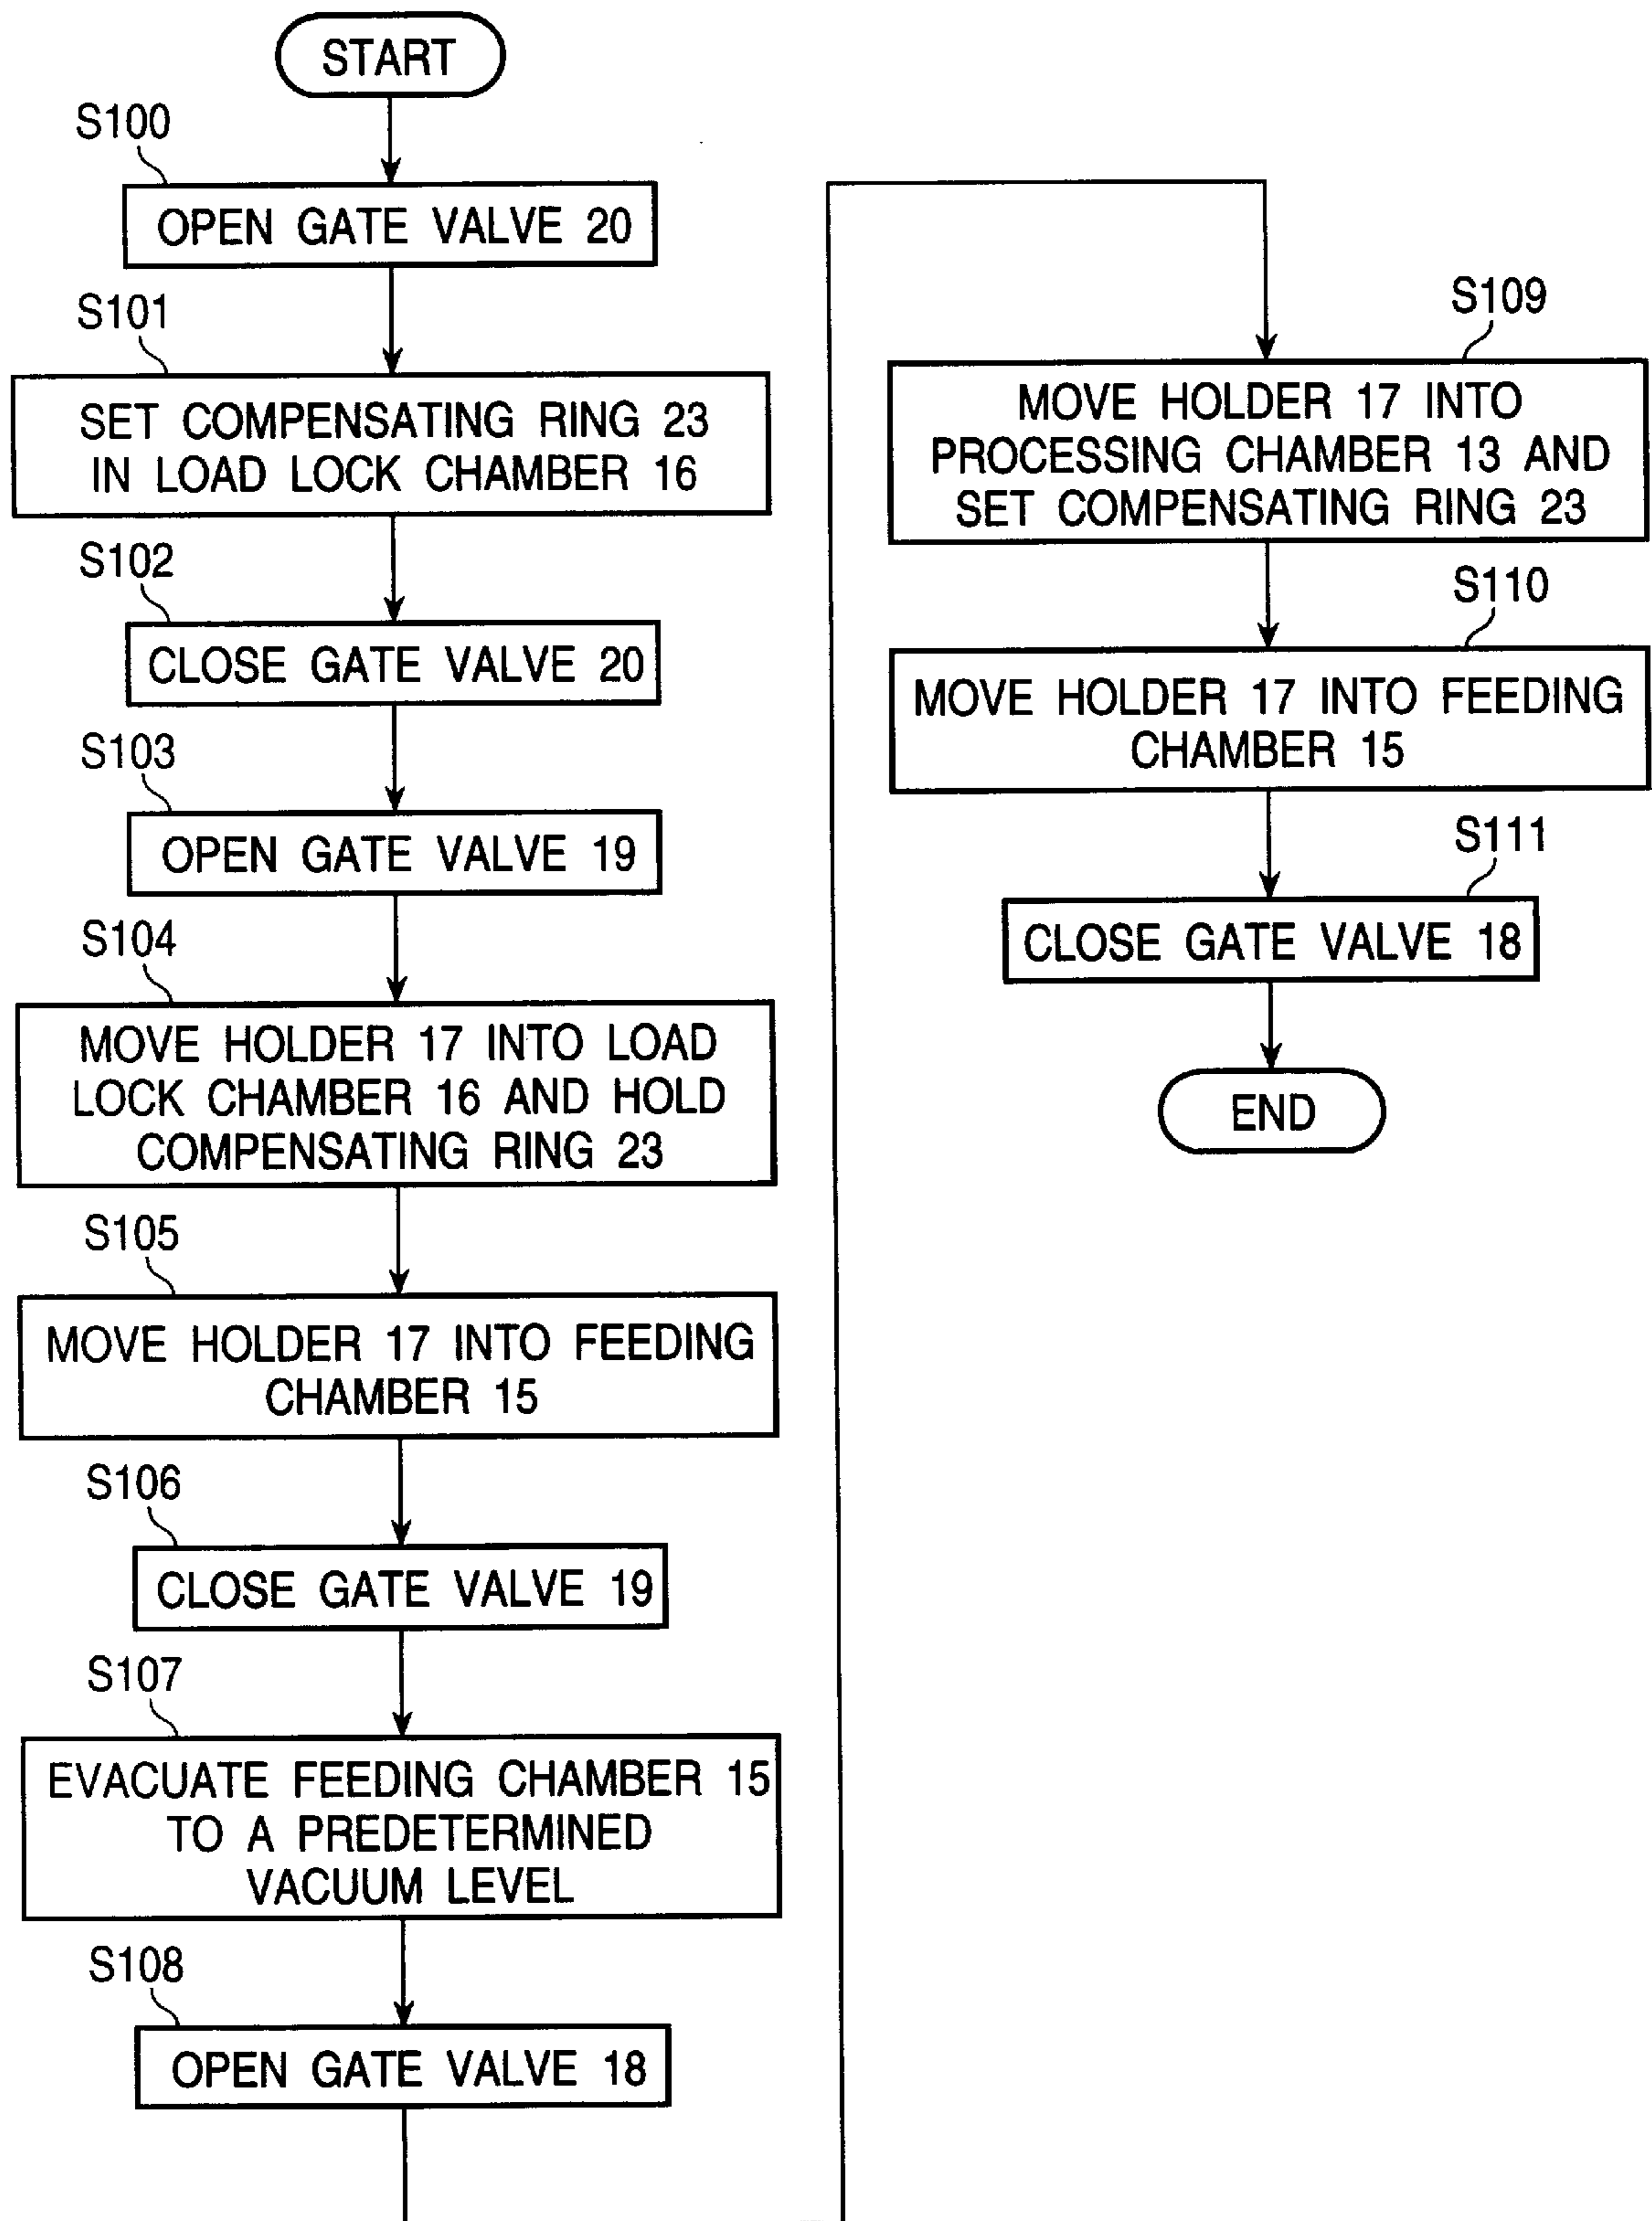 START
S100
OPEN GATE VALVE 20
S101
SET COMPENSATING RING 23
IN LOAD LOCK CHAMBER 16
S102
CLOSE GATE VALVE 20
S103
OPEN GATE VALVE 19
S104
MOVE HOLDER 17 INTO LOAD
LOCK CHAMBER 16 AND HOLD
COMPENSATING RING 23
S105
MOVE HOLDER 17 INTO FEEDING
CHAMBER 15
S106
CLOSE GATE VALVE 19
S107
EVACUATE FEEDING CHAMBER 15
TO A PREDETERMINED
VACUUM LEVEL
S108
OPEN GATE VALVE 18
S109
MOVE HOLDER 17 INTO
PROCESSING CHAMBER 13 AND
SET COMPENSATING RING 23
S110
MOVE HOLDER 17 INTO FEEDING
CHAMBER 15
S111
CLOSE GATE VALVE 18
END